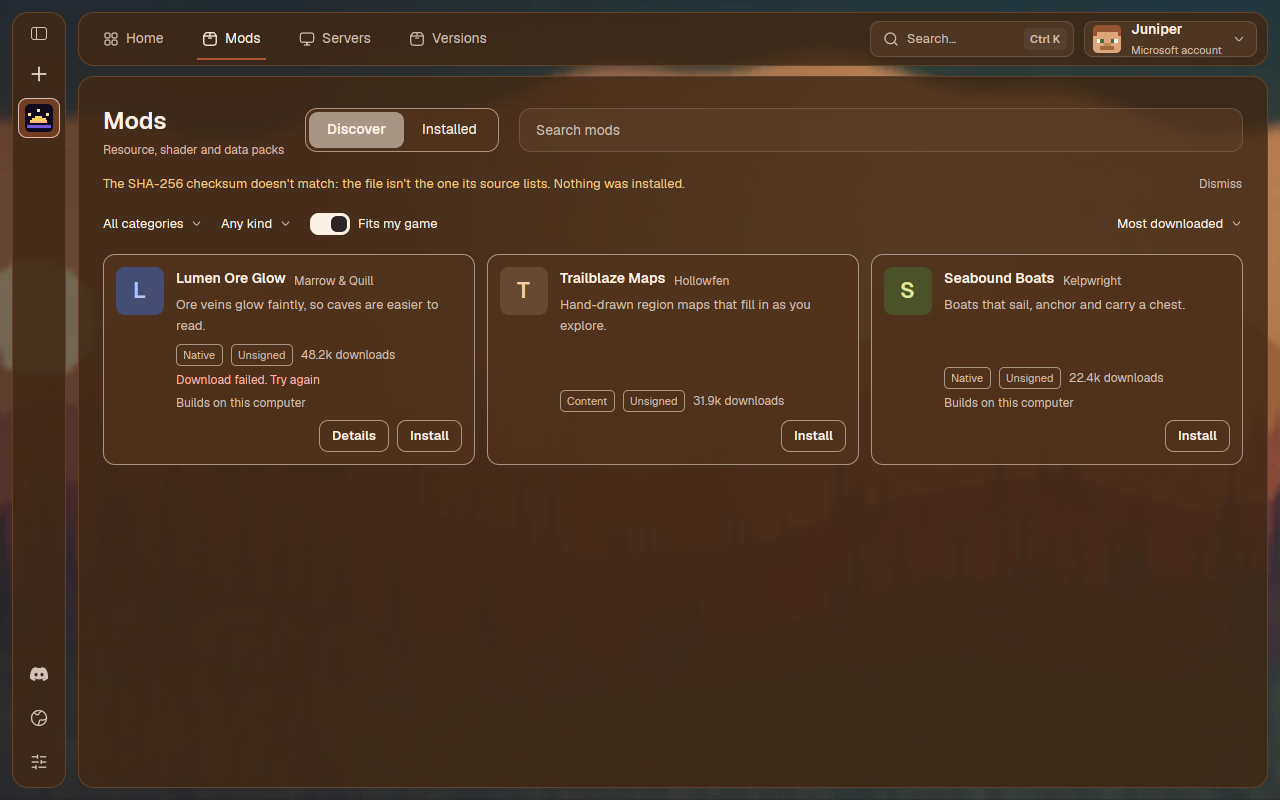 Home
Mods
Servers
Versions
Search...
Ctrl K
Juniper
Microsoft account
Mods
Resource, shader and data packs
Discover
Installed
Search mods
The SHA-256 checksum doesn't match: the file isn't the one its source lists. Nothing was installed.
Dismiss
All categories
Any kind
Fits my game
Most downloaded
L
Lumen Ore Glow
Marrow & Quill
Ore veins glow faintly, so caves are easier to
read.
Native
Unsigned
48.2k downloads
Download failed. Try again
Builds on this computer
Details
Install
T
Trailblaze Maps
Hollowfen
Hand-drawn region maps that fill in as you
explore.
Content
Unsigned
31.9k downloads
Install
S
Seabound Boats
Kelpwright
Boats that sail, anchor and carry a chest.
Native
Unsigned
22.4k downloads
Builds on this computer
Install